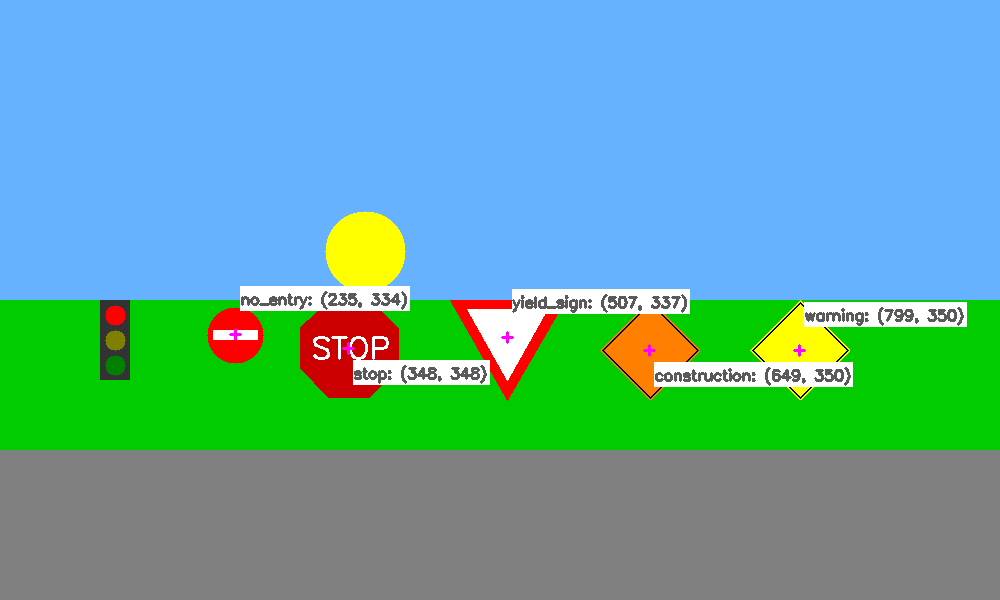 no_entry: (235, 334)
yield_sign: (507, 337)
warning: (799, 350)
STOP
stop: (348, 348)
construction: (649, 350)